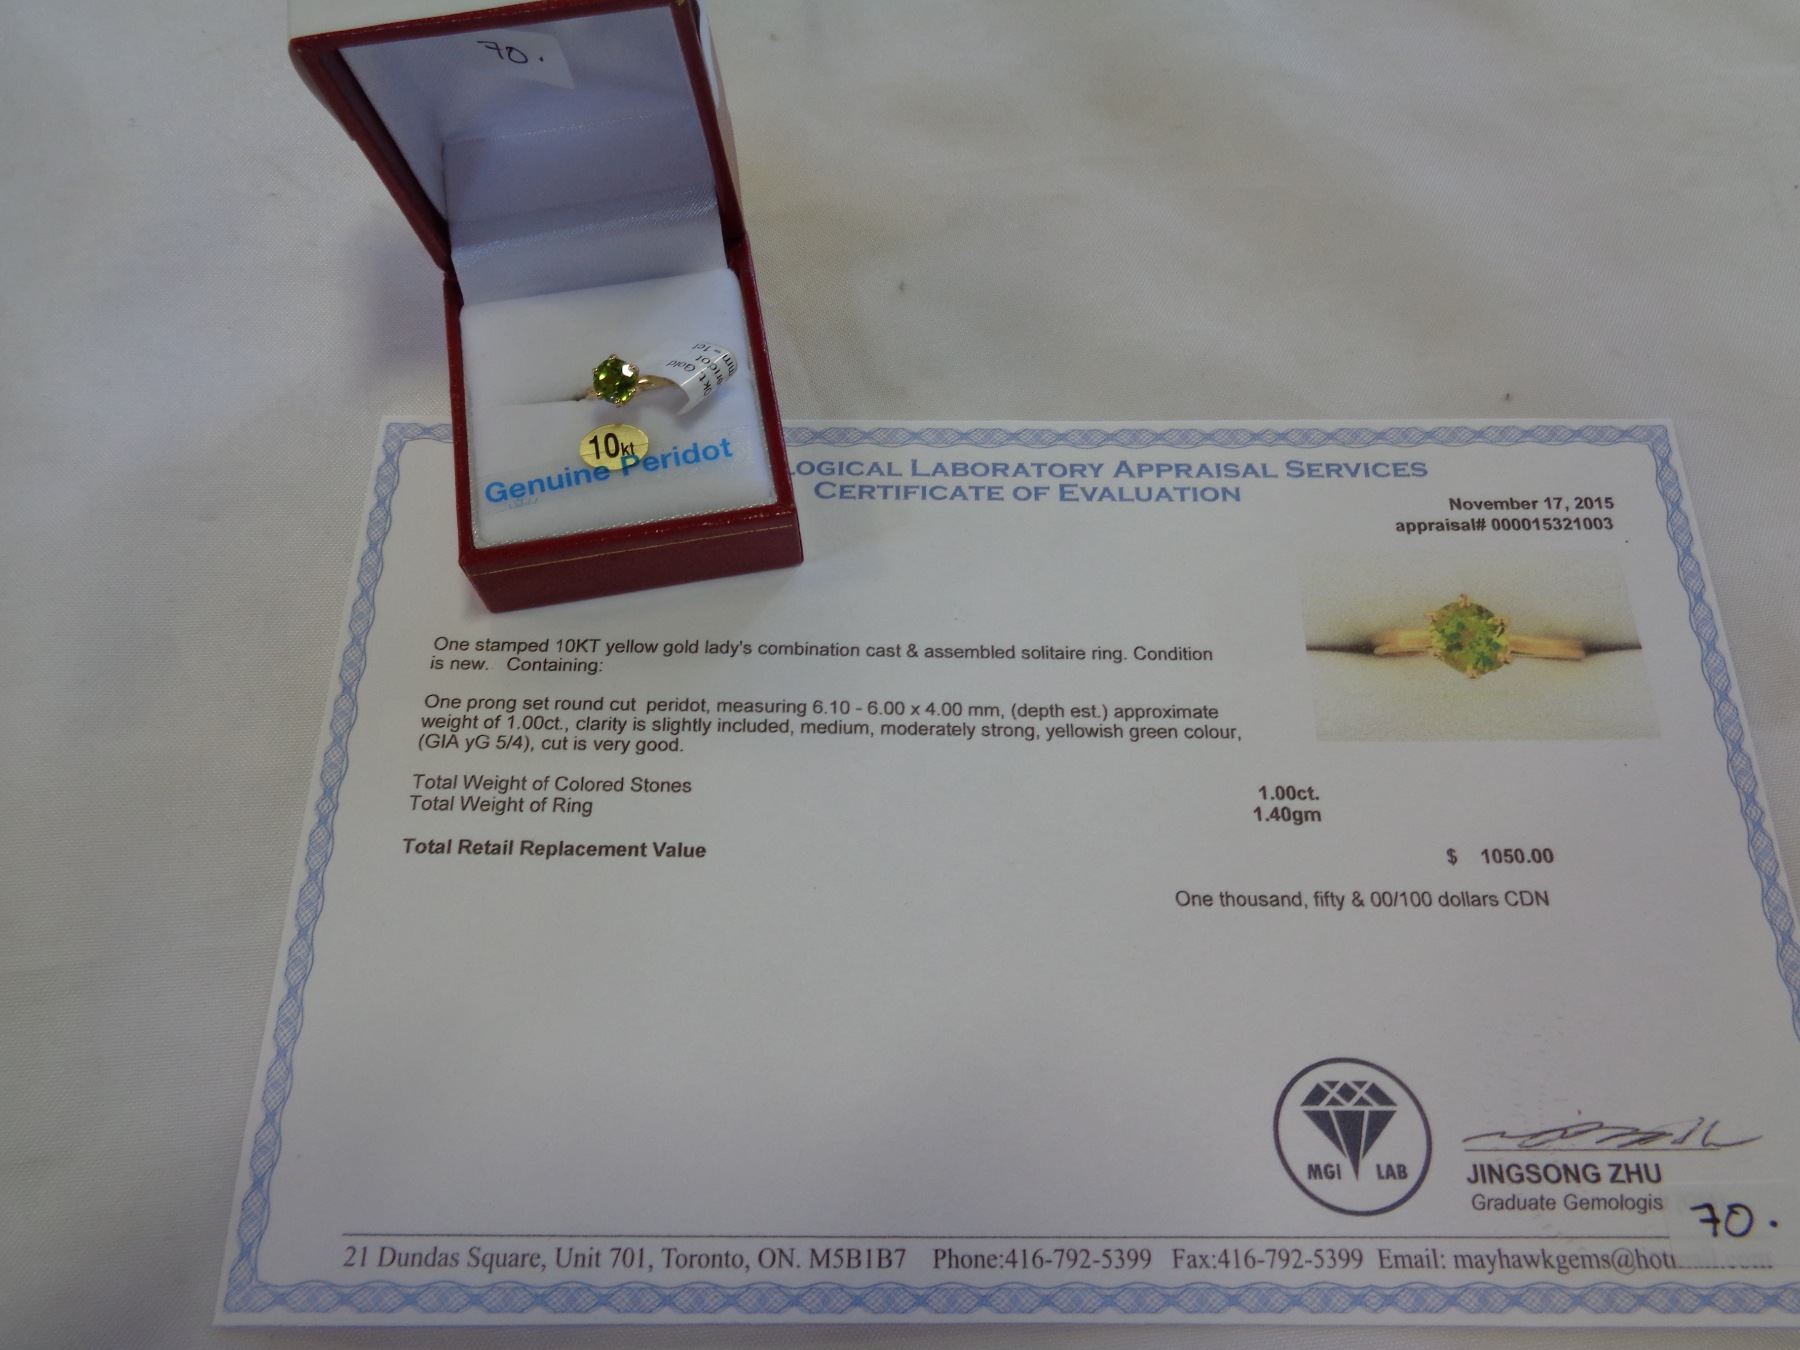 70.
10kt
Genuine Peridot
Gold
LOGICAL LABORATORY APPRAISAL SERVICES
CERTIFICATE OF EVALUATION
November 17, 2015
appraisal# 000015321003
One stamped 10KT yellow gold lady's combination cast & assembled solitaire ring. Condition
is new. Containing:
One prong set round cut peridot, measuring 6.10 - 6.00 x 4.00 mm, (depth est.) approximate
weight of 1.00ct., clarity is slightly included, medium, moderately strong, yellowish green colour,
(GIA yG 5/4), cut is very good.
Total Weight of Colored Stones 1.00ct.
Total Weight of Ring 1.40gm
Total Retail Replacement Value $ 1050.00
One thousand, fifty & 00/100 dollars CDN
MGI LAB
JINGSONG ZHU
Graduate Gemologis
70.
21 Dundas Square, Unit 701, Toronto, ON. M5B1B7 Phone:416-792-5399 Fax:416-792-5399 Email: mayhawkgems@hot